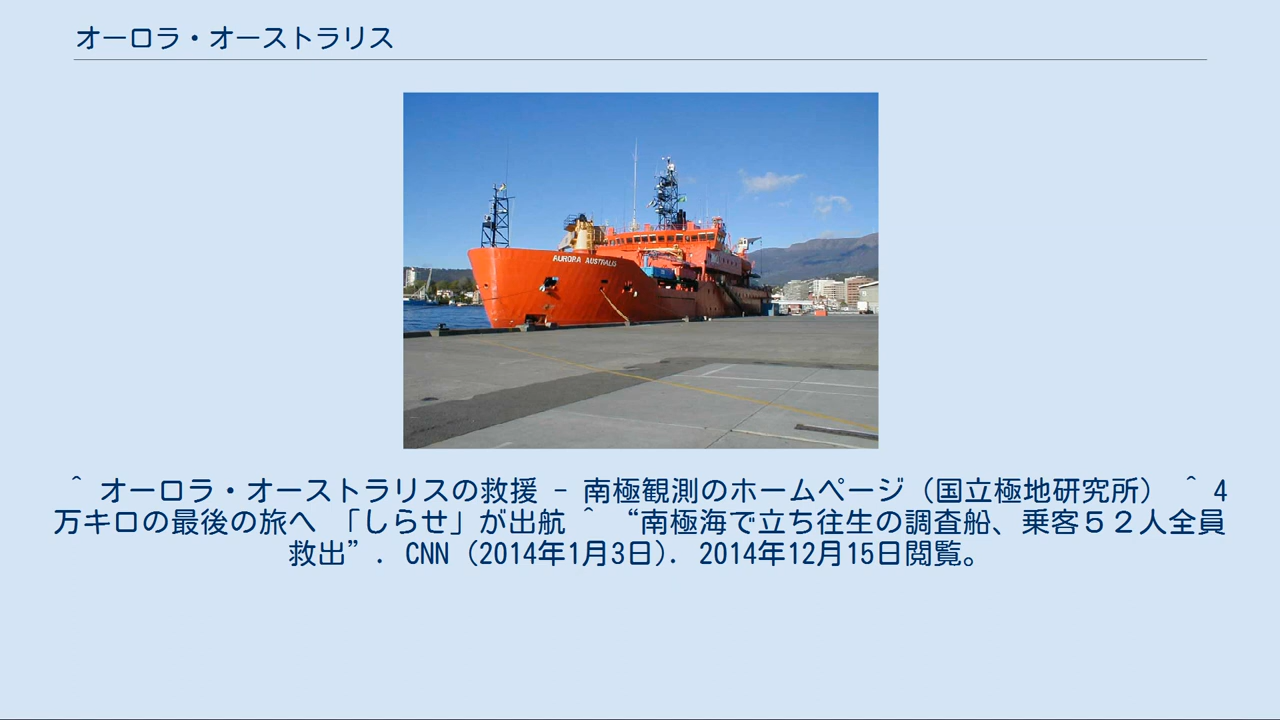 オーロラ・オーストラリス
AURORA AUSTRALIS
^ オーロラ・オーストラリスの救援 - 南極観測のホームページ（国立極地研究所） ^ 4
万キロの最後の旅へ 「しらせ」が出航 ^ “南極海で立ち往生の調査船、乗客５２人全員
救出”. CNN (2014年1月3日). 2014年12月15日閲覧。